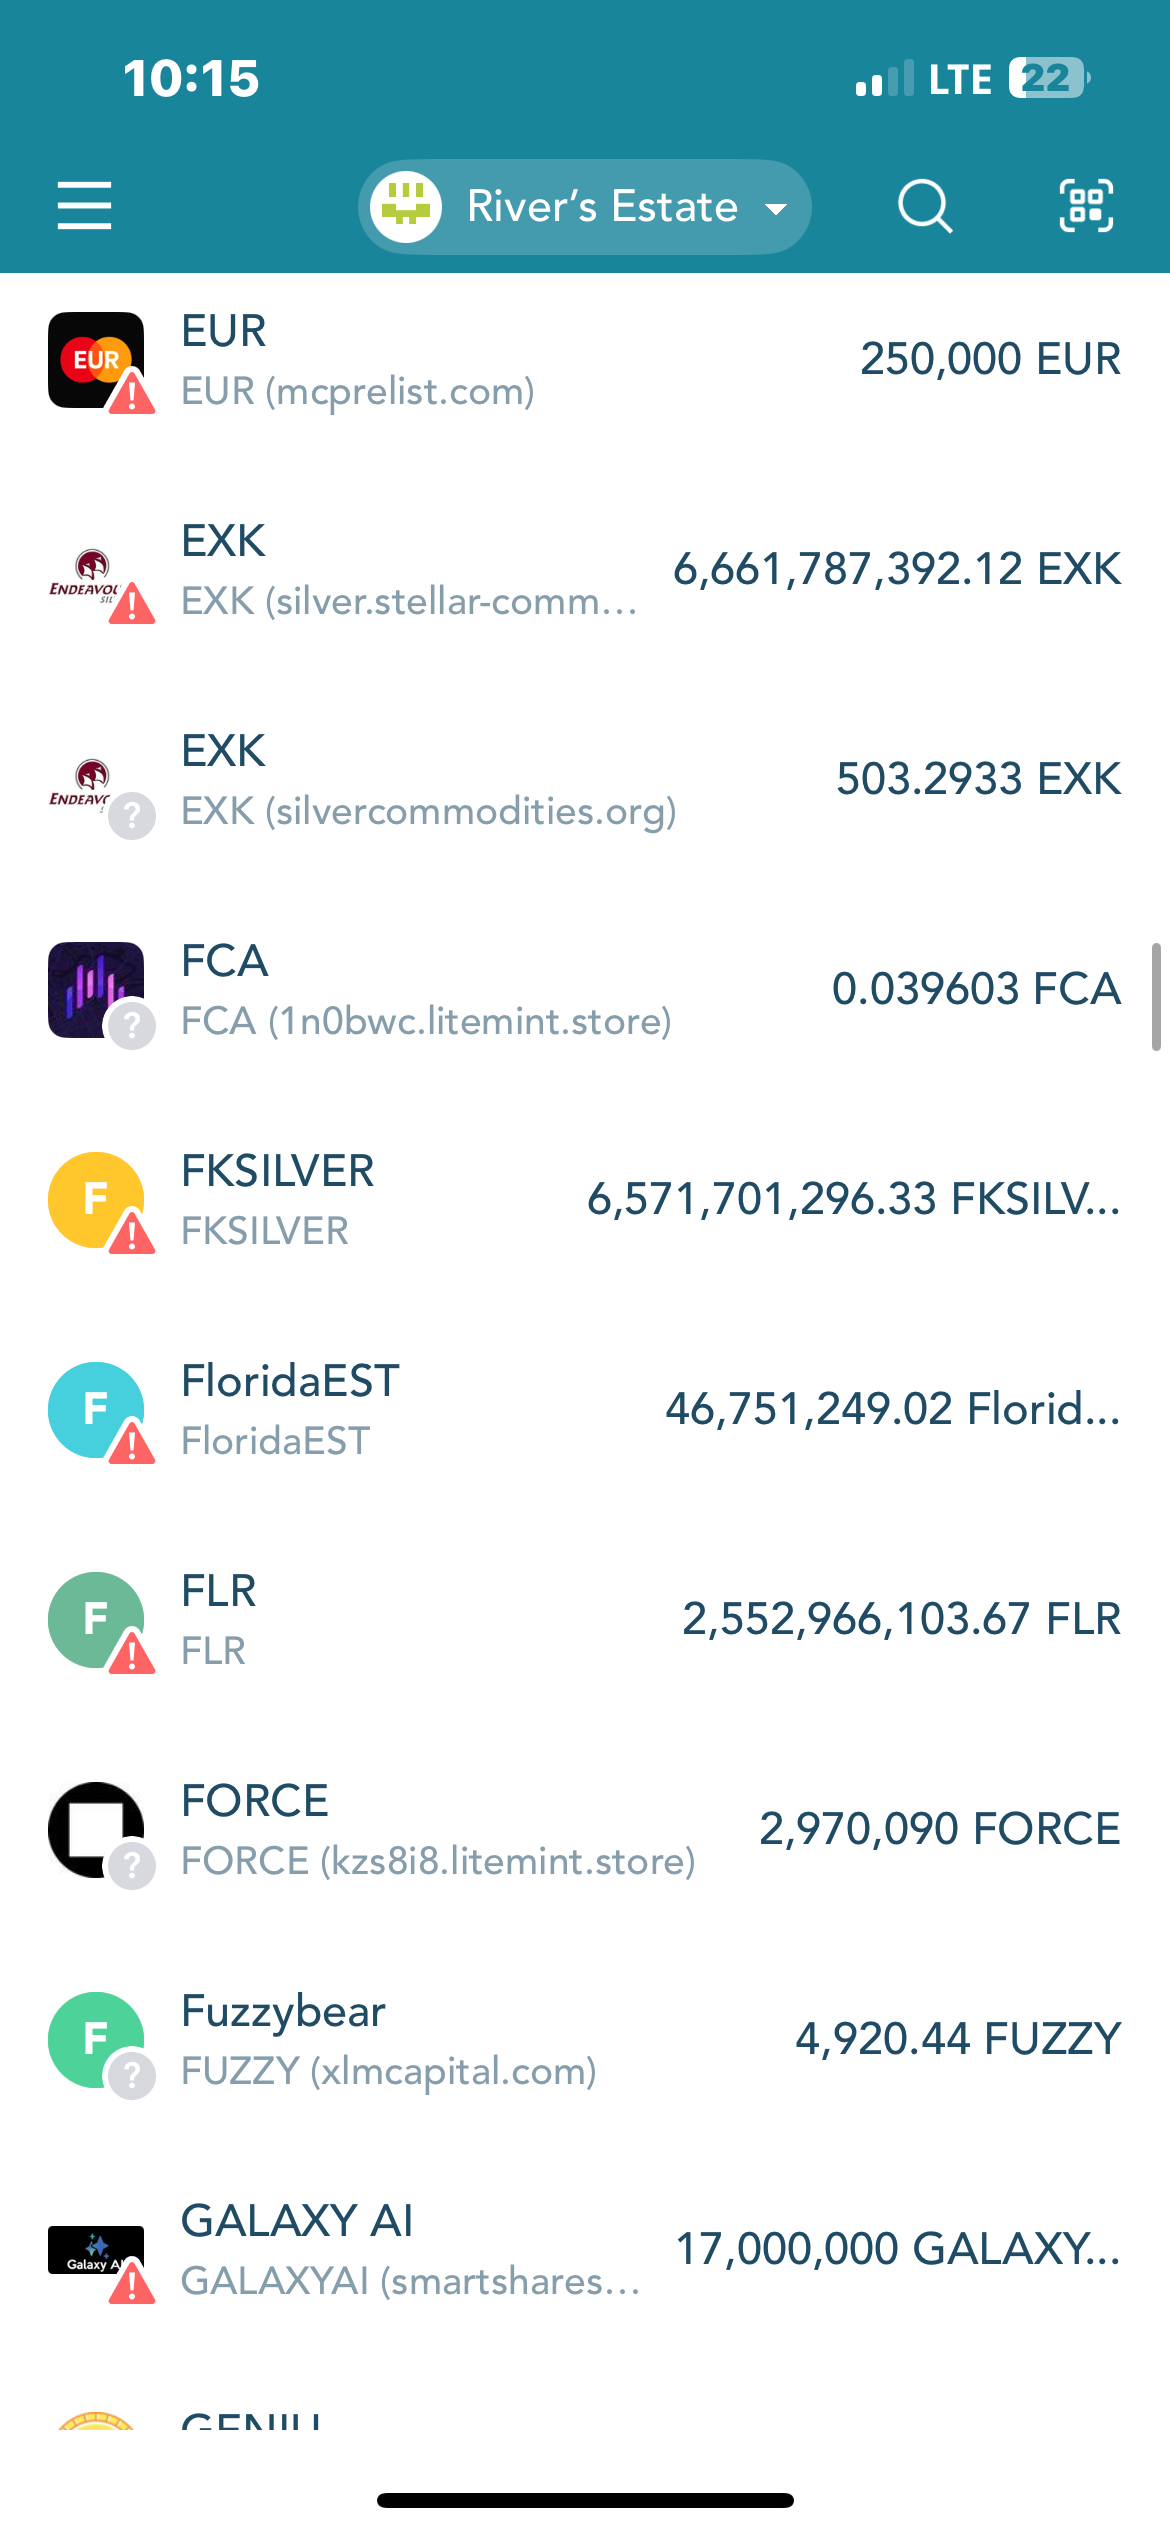 10:15
LTE 22
River's Estate
EUR
EUR
EUR (mcprelist.com)
250,000 EUR
ENDEAVOU
SIL
EXK
EXK (silver.stellar-comm...
6,661,787,392.12 EXK
ENDEAVO
EXK
EXK (silvercommodities.org)
503.2933 EXK
?
FCA
FCA (1n0bwc.litemint.store)
0.039603 FCA
?
F
FKSILVER
FKSILVER
6,571,701,296.33 FKSILV...
F
FloridaEST
FloridaEST
46,751,249.02 Florid...
F
FLR
FLR
2,552,966,103.67 FLR
FORCE
FORCE (kzs8i8.litemint.store)
2,970,090 FORCE
?
F
Fuzzybear
FUZZY (xlmcapital.com)
4,920.44 FUZZY
?
Galaxy AI
GALAXY AI
GALAXYAI (smartshares...
17,000,000 GALAXY...
GENIU